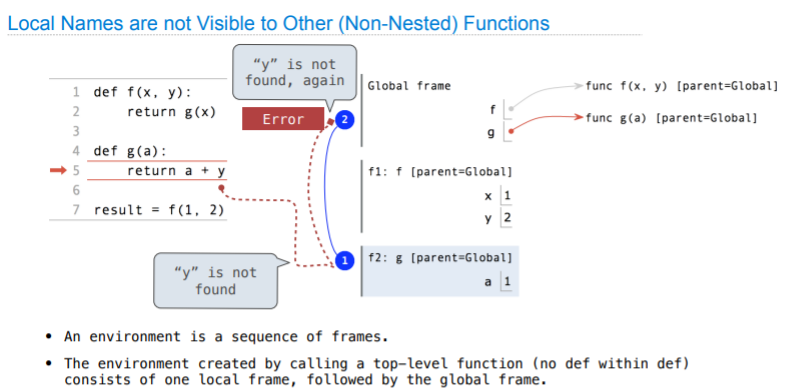 Local Names are not Visible to Other (Non-Nested) Functions
“y” is not
found, again
1 def f(x, y):
2     return g(x)
3
4 def g(a):
5     return a + y
6
7 result = f(1, 2)
Error
2
Global frame
f
g
func f(x, y) [parent=Global]
func g(a) [parent=Global]
f1: f [parent=Global]
x 1
y 2
1
f2: g [parent=Global]
a 1
“y” is not
found
• An environment is a sequence of frames.
• The environment created by calling a top-level function (no def within def)
consists of one local frame, followed by the global frame.